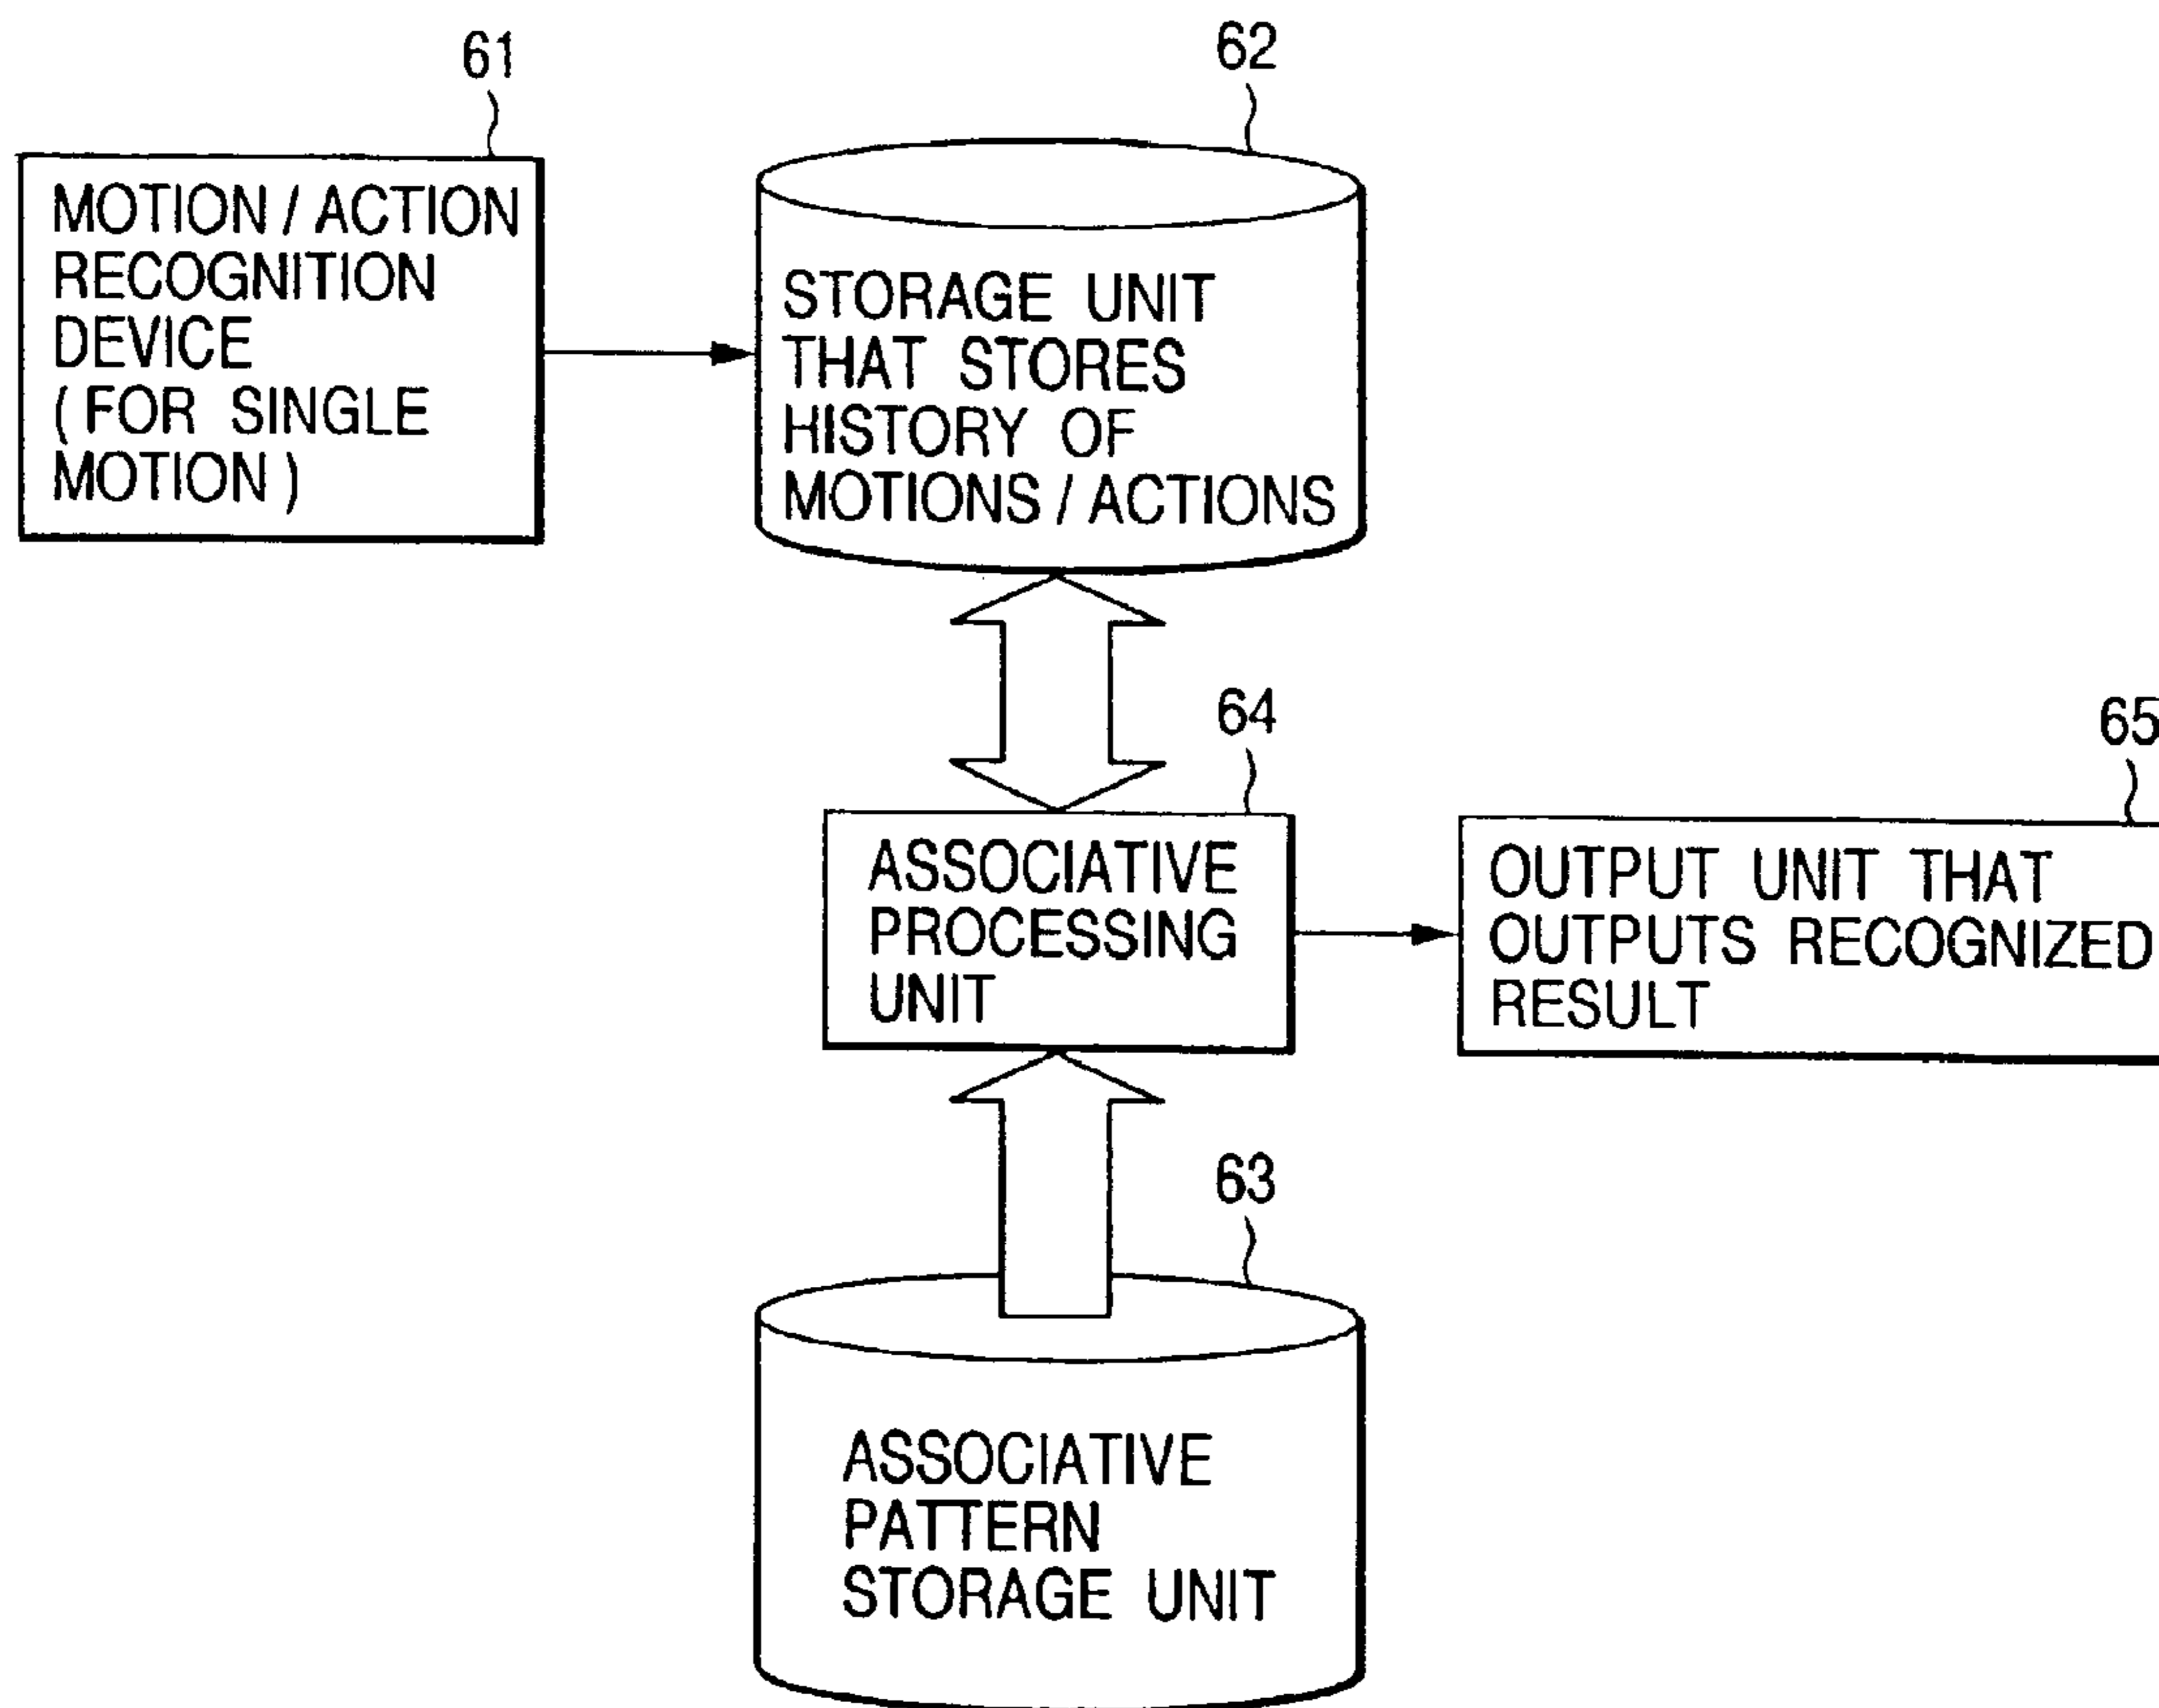 61
MOTION / ACTION
RECOGNITION
DEVICE
( FOR SINGLE
MOTION )
62
STORAGE UNIT
THAT STORES
HISTORY OF
MOTIONS / ACTIONS
64
ASSOCIATIVE
PROCESSING
UNIT
65
OUTPUT UNIT THAT
OUTPUTS RECOGNIZED
RESULT
63
ASSOCIATIVE
PATTERN
STORAGE UNIT